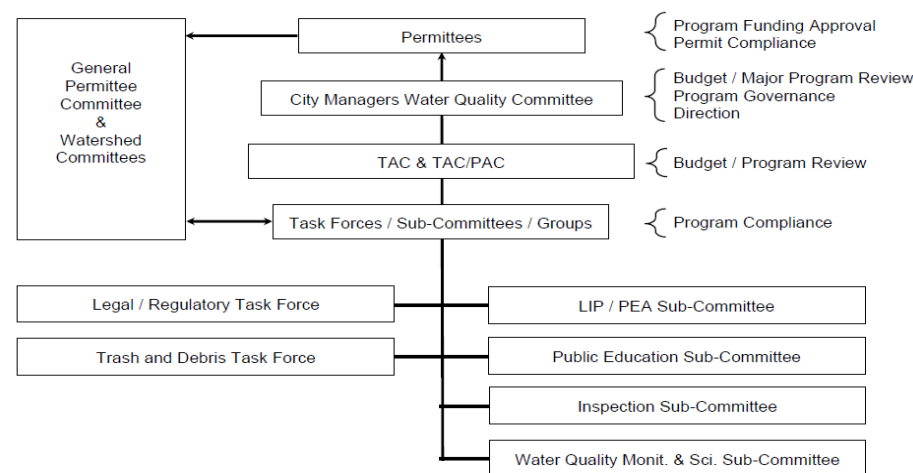 General
Permittee
Committee
&
Watershed
Committees
Permittees
Program Funding Approval
Permit Compliance
City Managers Water Quality Committee
Budget / Major Program Review
Program Governance
Direction
TAC & TAC/PAC
Budget / Program Review
Task Forces / Sub-Committees / Groups
Program Compliance
Legal / Regulatory Task Force
LIP / PEA Sub-Committee
Trash and Debris Task Force
Public Education Sub-Committee
Inspection Sub-Committee
Water Quality Monit. & Sci. Sub-Committee